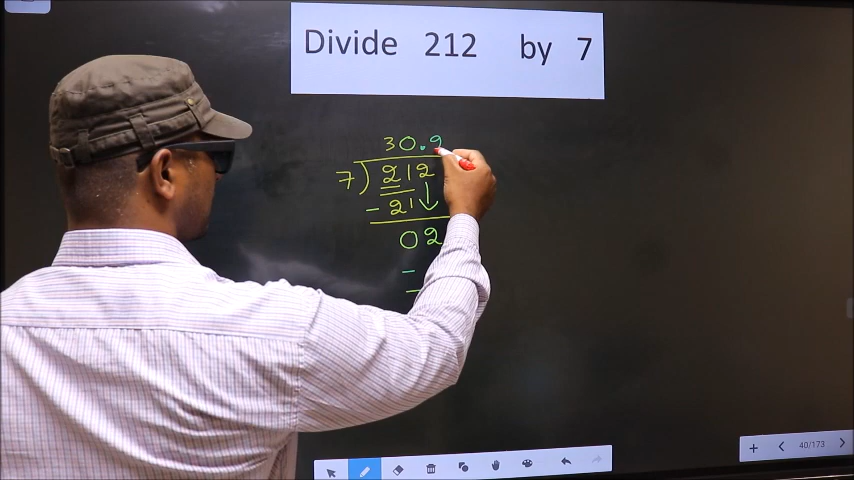 Divide 212 by 7
30.9
7 ) 212
- 21 ↓
02
-
40/173